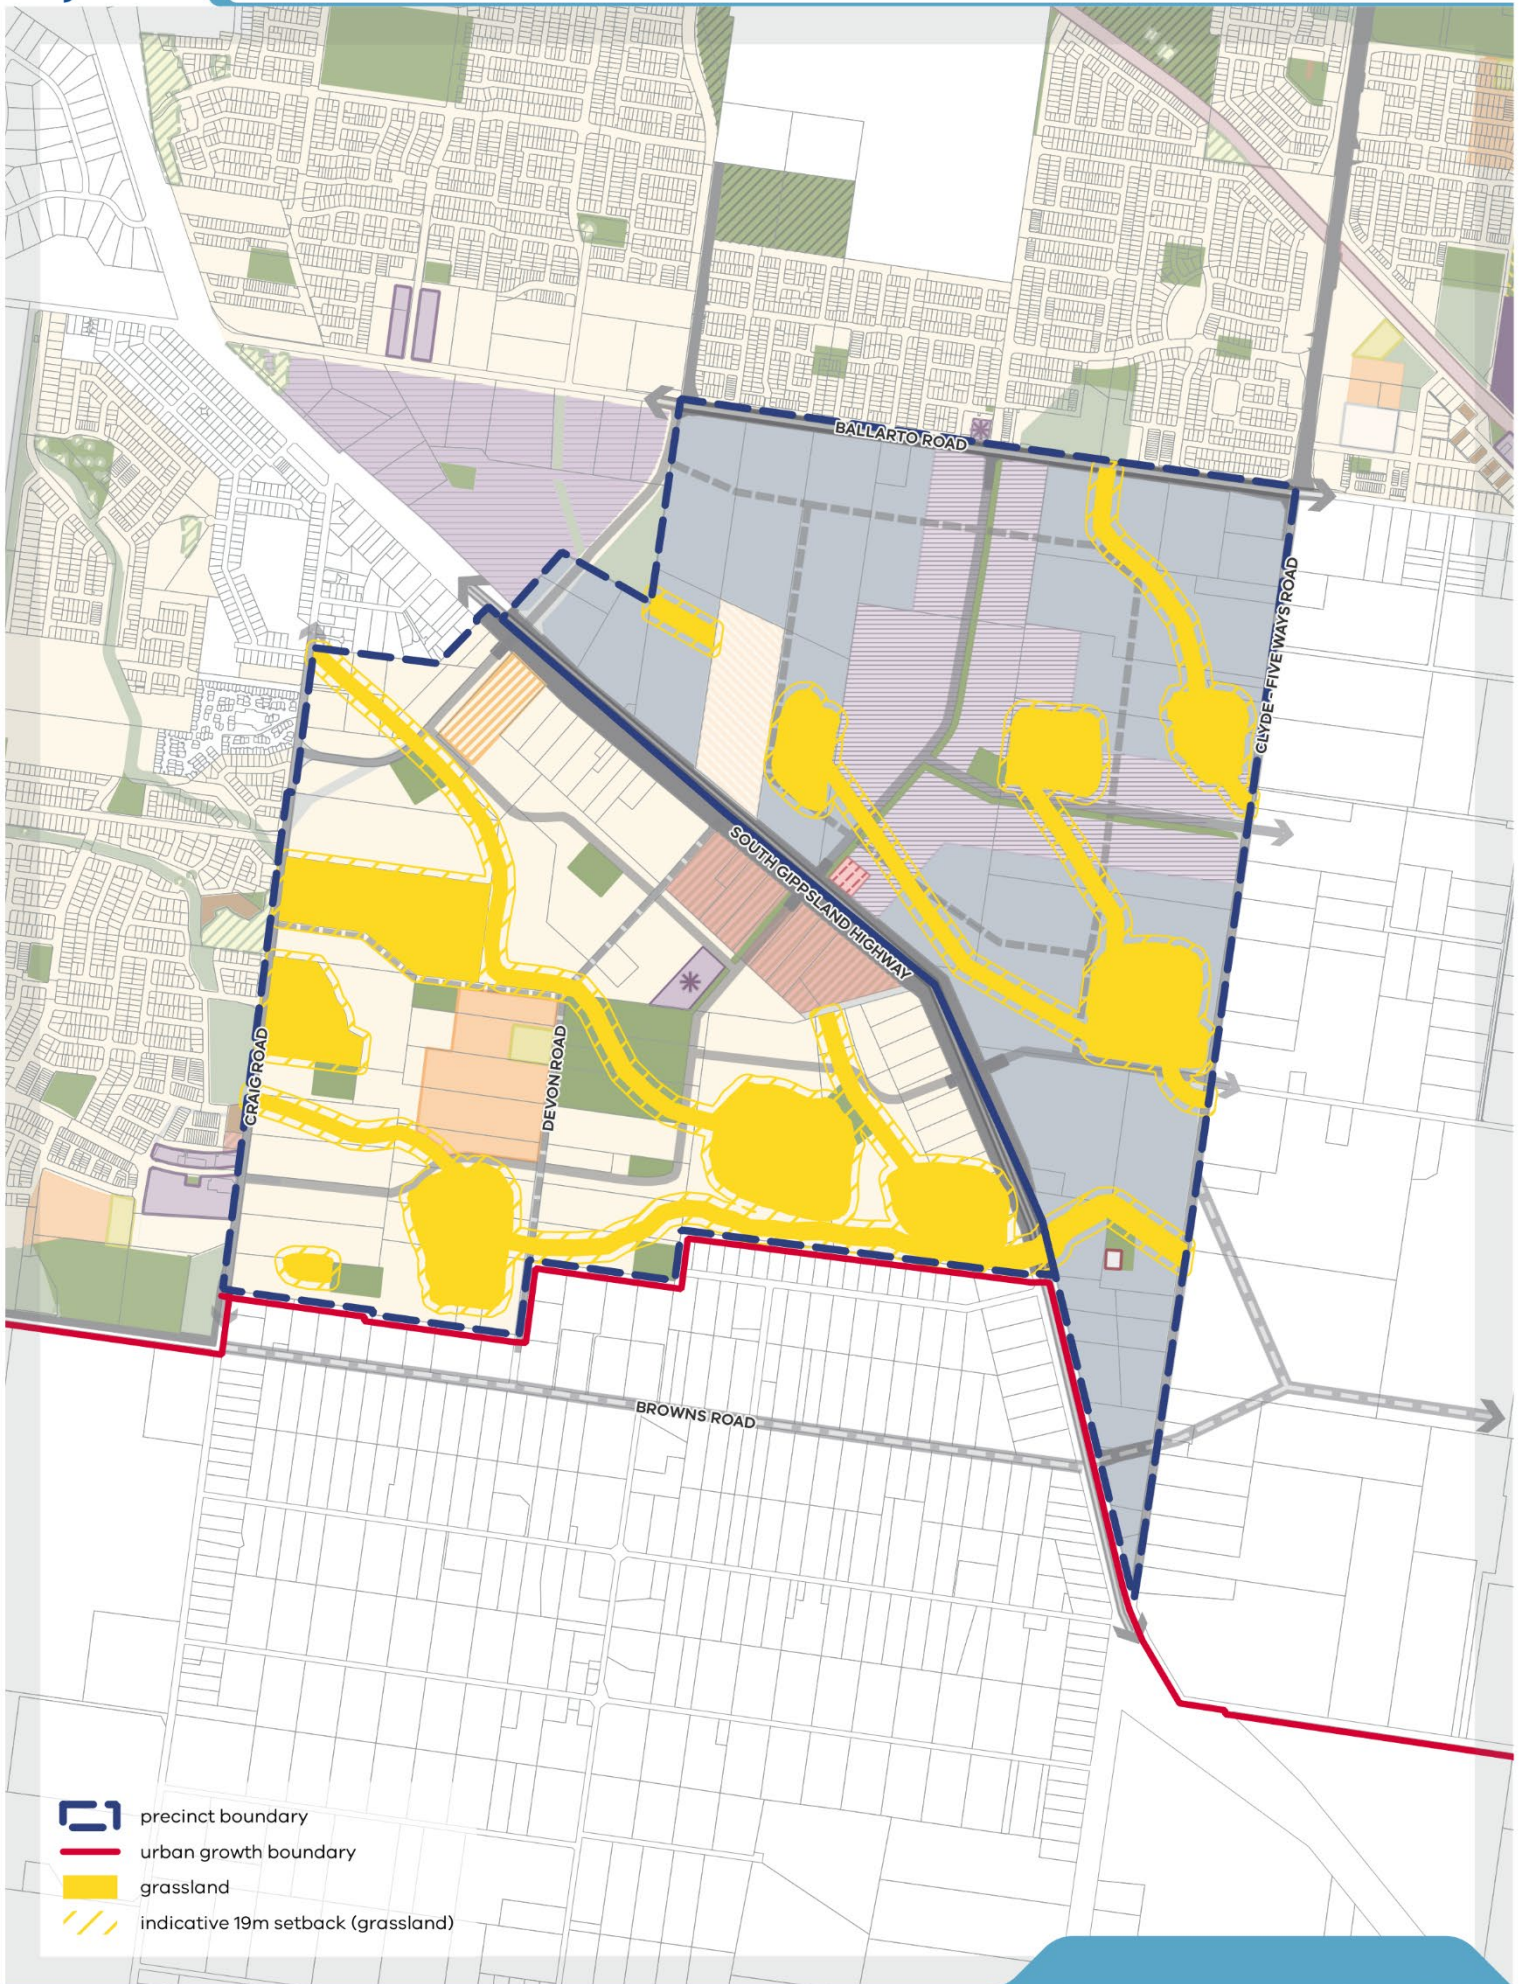 BALLARTO ROAD
CLYDE - FIVE WAYS ROAD
SOUTH GIPPSLAND HIGHWAY
CRAIG ROAD
DEVON ROAD
BROWNS ROAD
precinct boundary
urban growth boundary
grassland
indicative 19m setback (grassland)